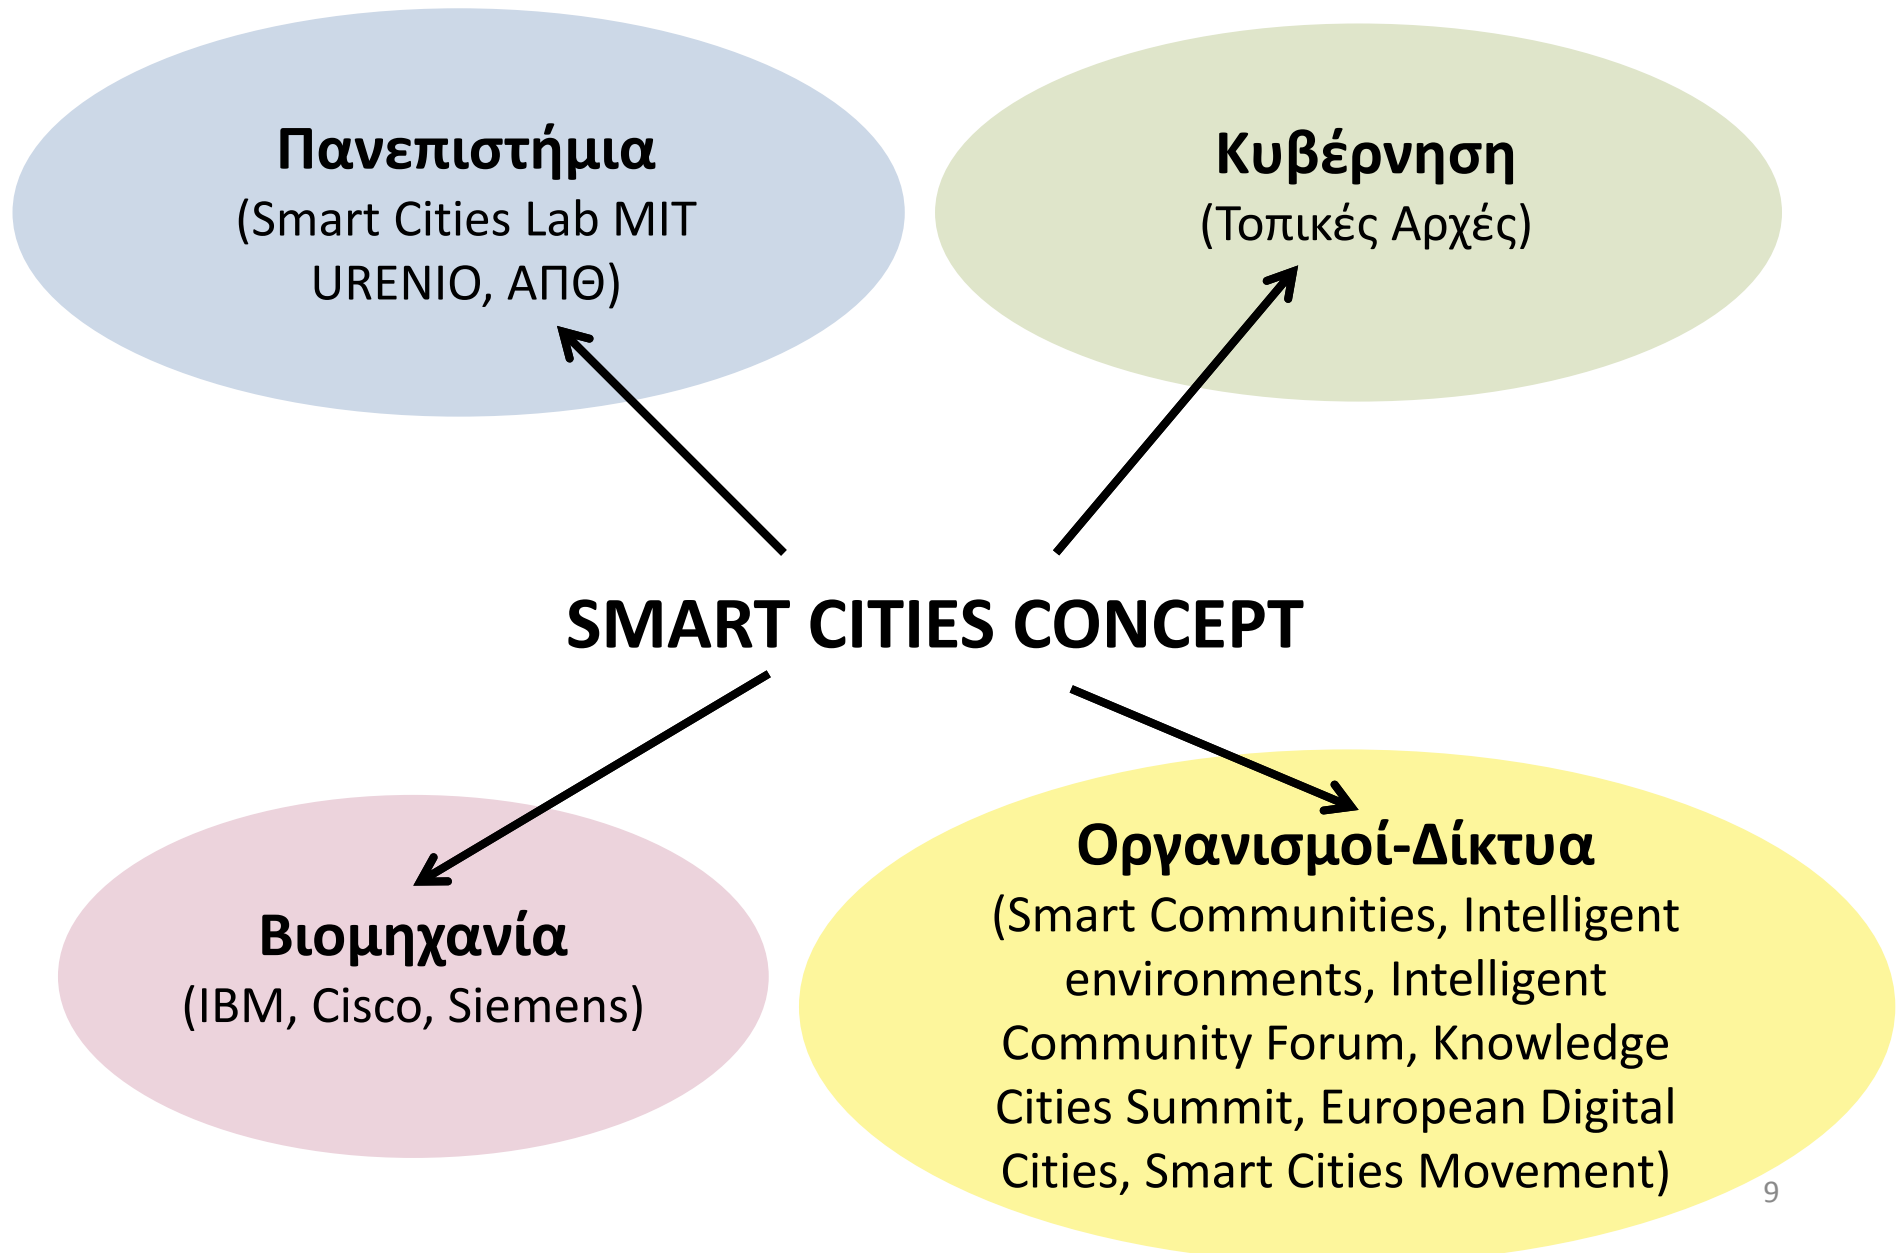 Πανεπιστήμια
(Smart Cities Lab MIT
URENIO, ΑΠΘ)
Κυβέρνηση
(Τοπικές Αρχές)
SMART CITIES CONCEPT
Βιομηχανία
(IBM, Cisco, Siemens)
Οργανισμοί-Δίκτυα
(Smart Communities, Intelligent
environments, Intelligent
Community Forum, Knowledge
Cities Summit, European Digital
Cities, Smart Cities Movement)
9